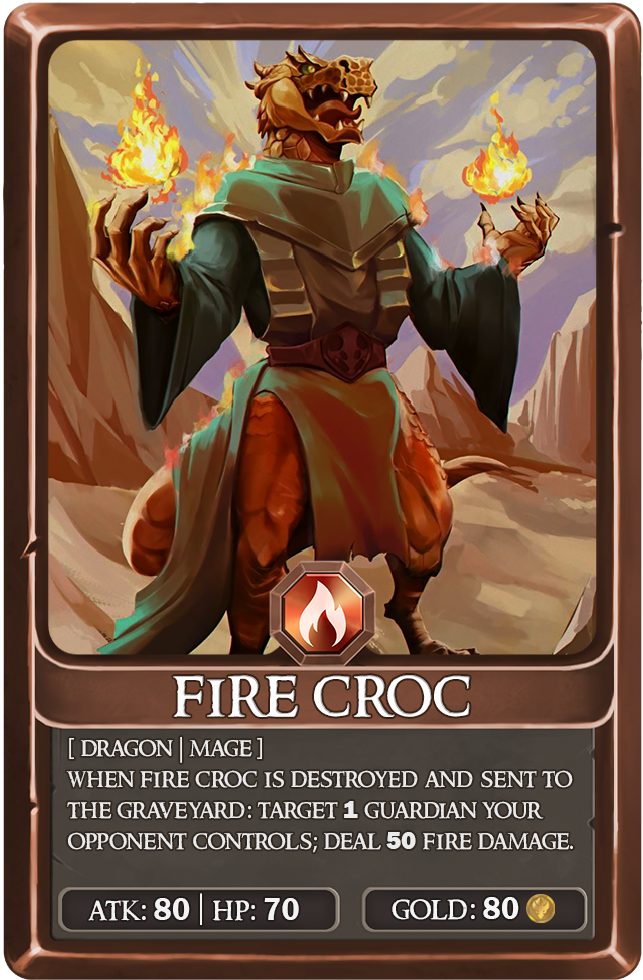 FIRE CROC
[ DRAGON | MAGE ]
WHEN FIRE CROC IS DESTROYED AND SENT TO
THE GRAVEYARD: TARGET 1 GUARDIAN YOUR
OPPONENT CONTROLS; DEAL 50 FIRE DAMAGE.
ATK: 80 | HP: 70
GOLD: 80